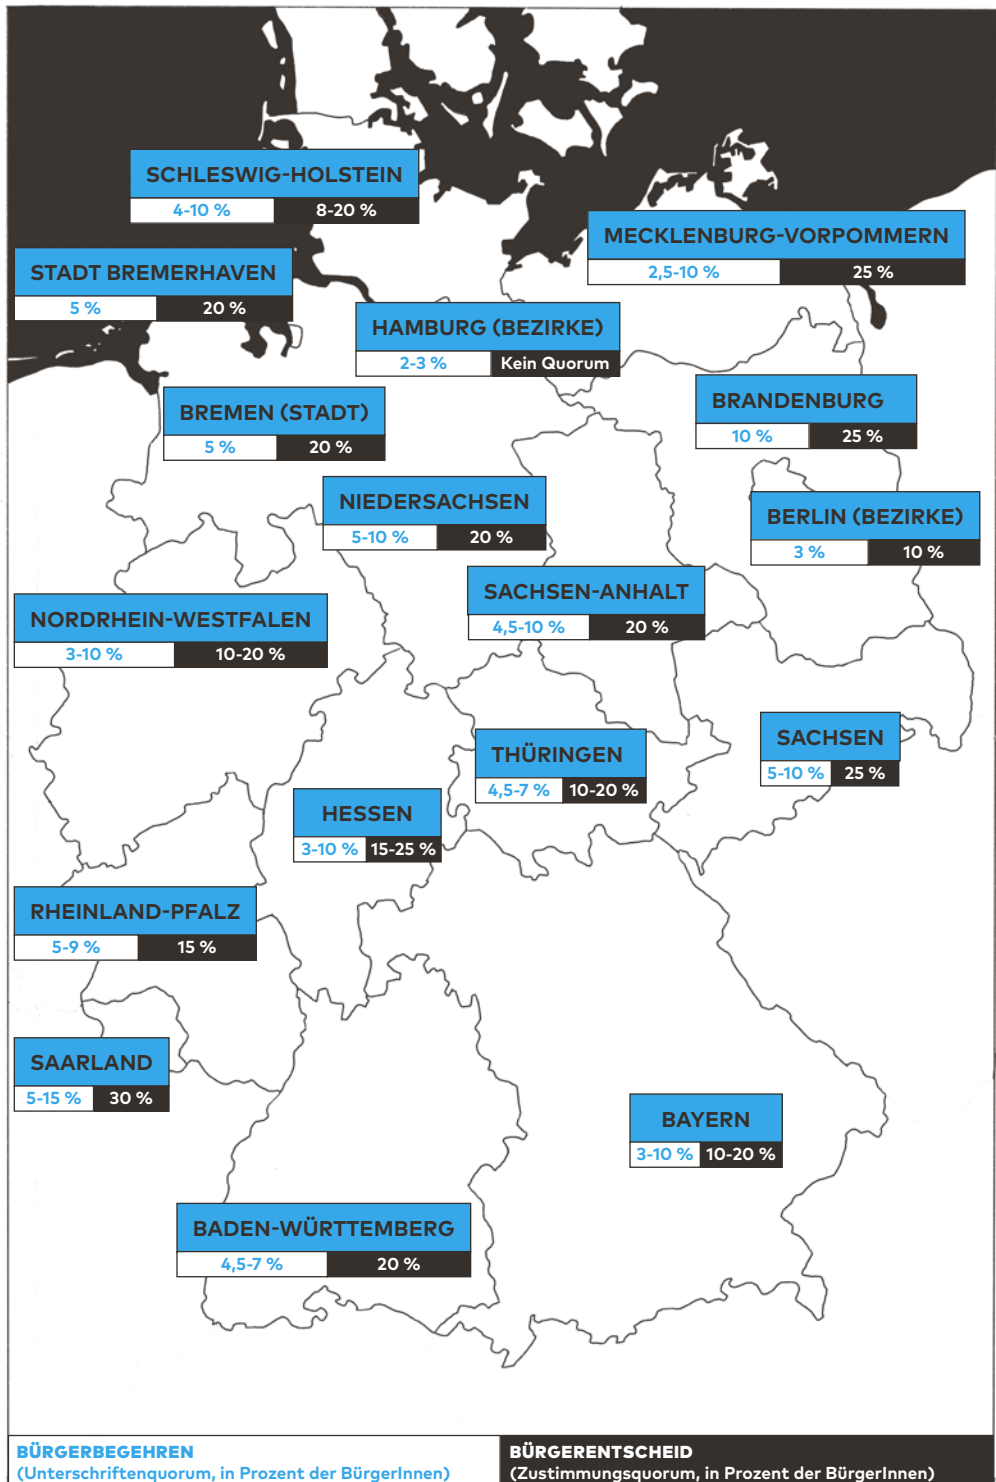 SCHLESWIG-HOLSTEIN
4-10 % 8-20 %
MECKLENBURG-VORPOMMERN
2,5-10 % 25 %
STADT BREMERHAVEN
5 % 20 %
HAMBURG (BEZIRKE)
2-3 % Kein Quorum
BRANDENBURG
10 % 25 %
BREMEN (STADT)
5 % 20 %
NIEDERSACHSEN
5-10 % 20 %
BERLIN (BEZIRKE)
3 % 10 %
SACHSEN-ANHALT
4,5-10 % 20 %
NORDRHEIN-WESTFALEN
3-10 % 10-20 %
SACHSEN
5-10 % 25 %
THÜRINGEN
4,5-7 % 10-20 %
HESSEN
3-10 % 15-25 %
RHEINLAND-PFALZ
5-9 % 15 %
SAARLAND
5-15 % 30 %
BAYERN
3-10 % 10-20 %
BADEN-WÜRTTEMBERG
4,5-7 % 20 %
BÜRGERBEGEHREN
(Unterschriftenquorum, in Prozent der BürgerInnen)
BÜRGERENTSCHEID
(Zustimmungsquorum, in Prozent der BürgerInnen)